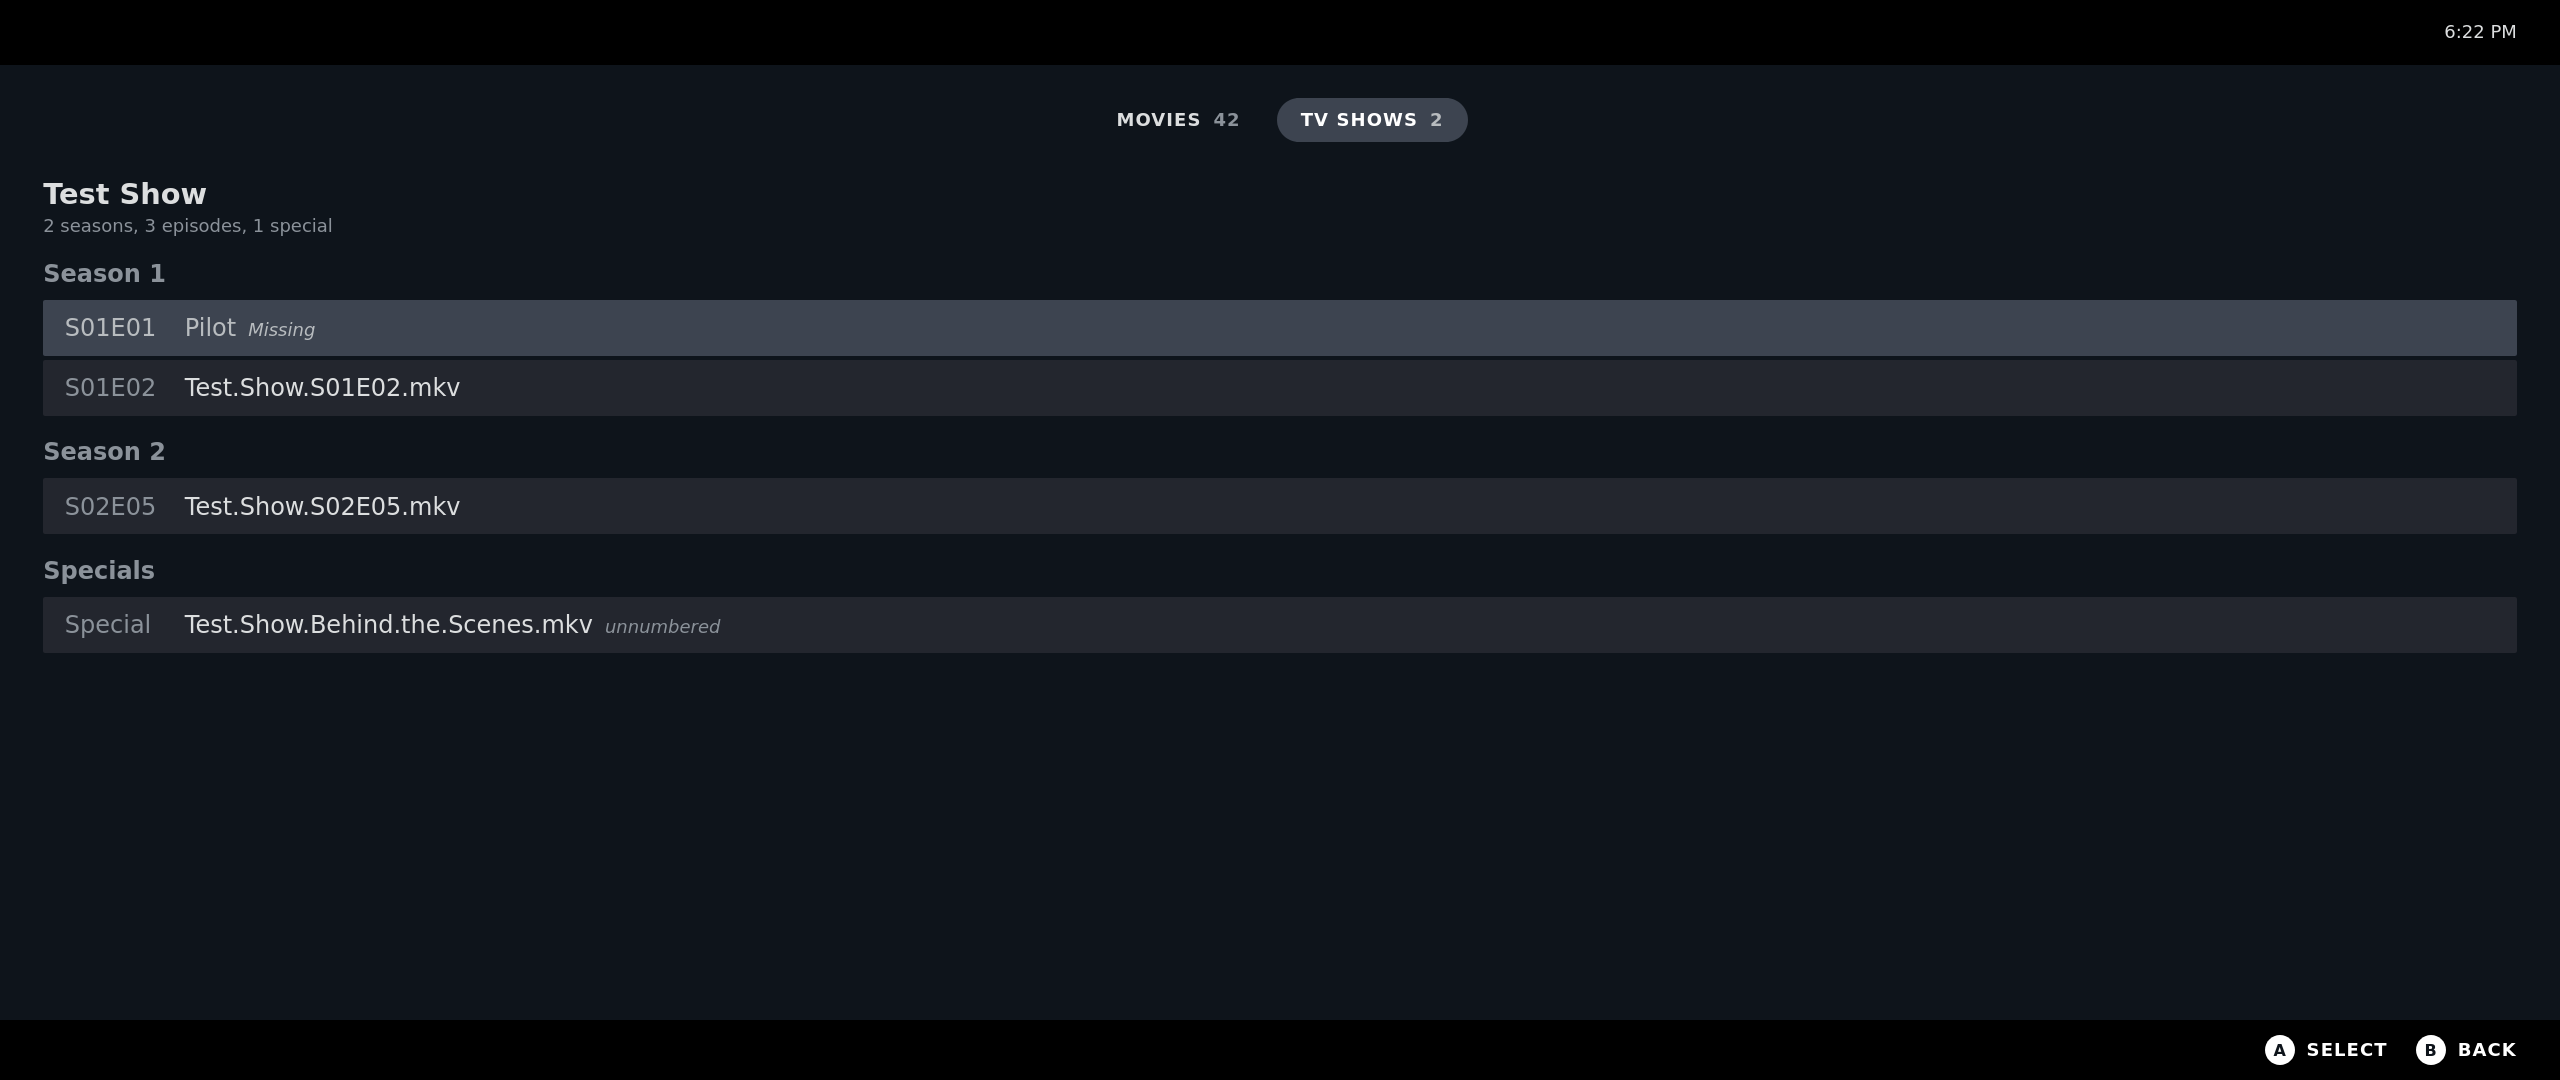 6:22 PM
MOVIES 42 TV SHOWS 2
Test Show
2 seasons, 3 episodes, 1 special
Season 1
S01E01 Pilot Missing
S01E02 Test.Show.S01E02.mkv
Season 2
S02E05 Test.Show.S02E05.mkv
Specials
Special Test.Show.Behind.the.Scenes.mkv unnumbered
A SELECT B BACK